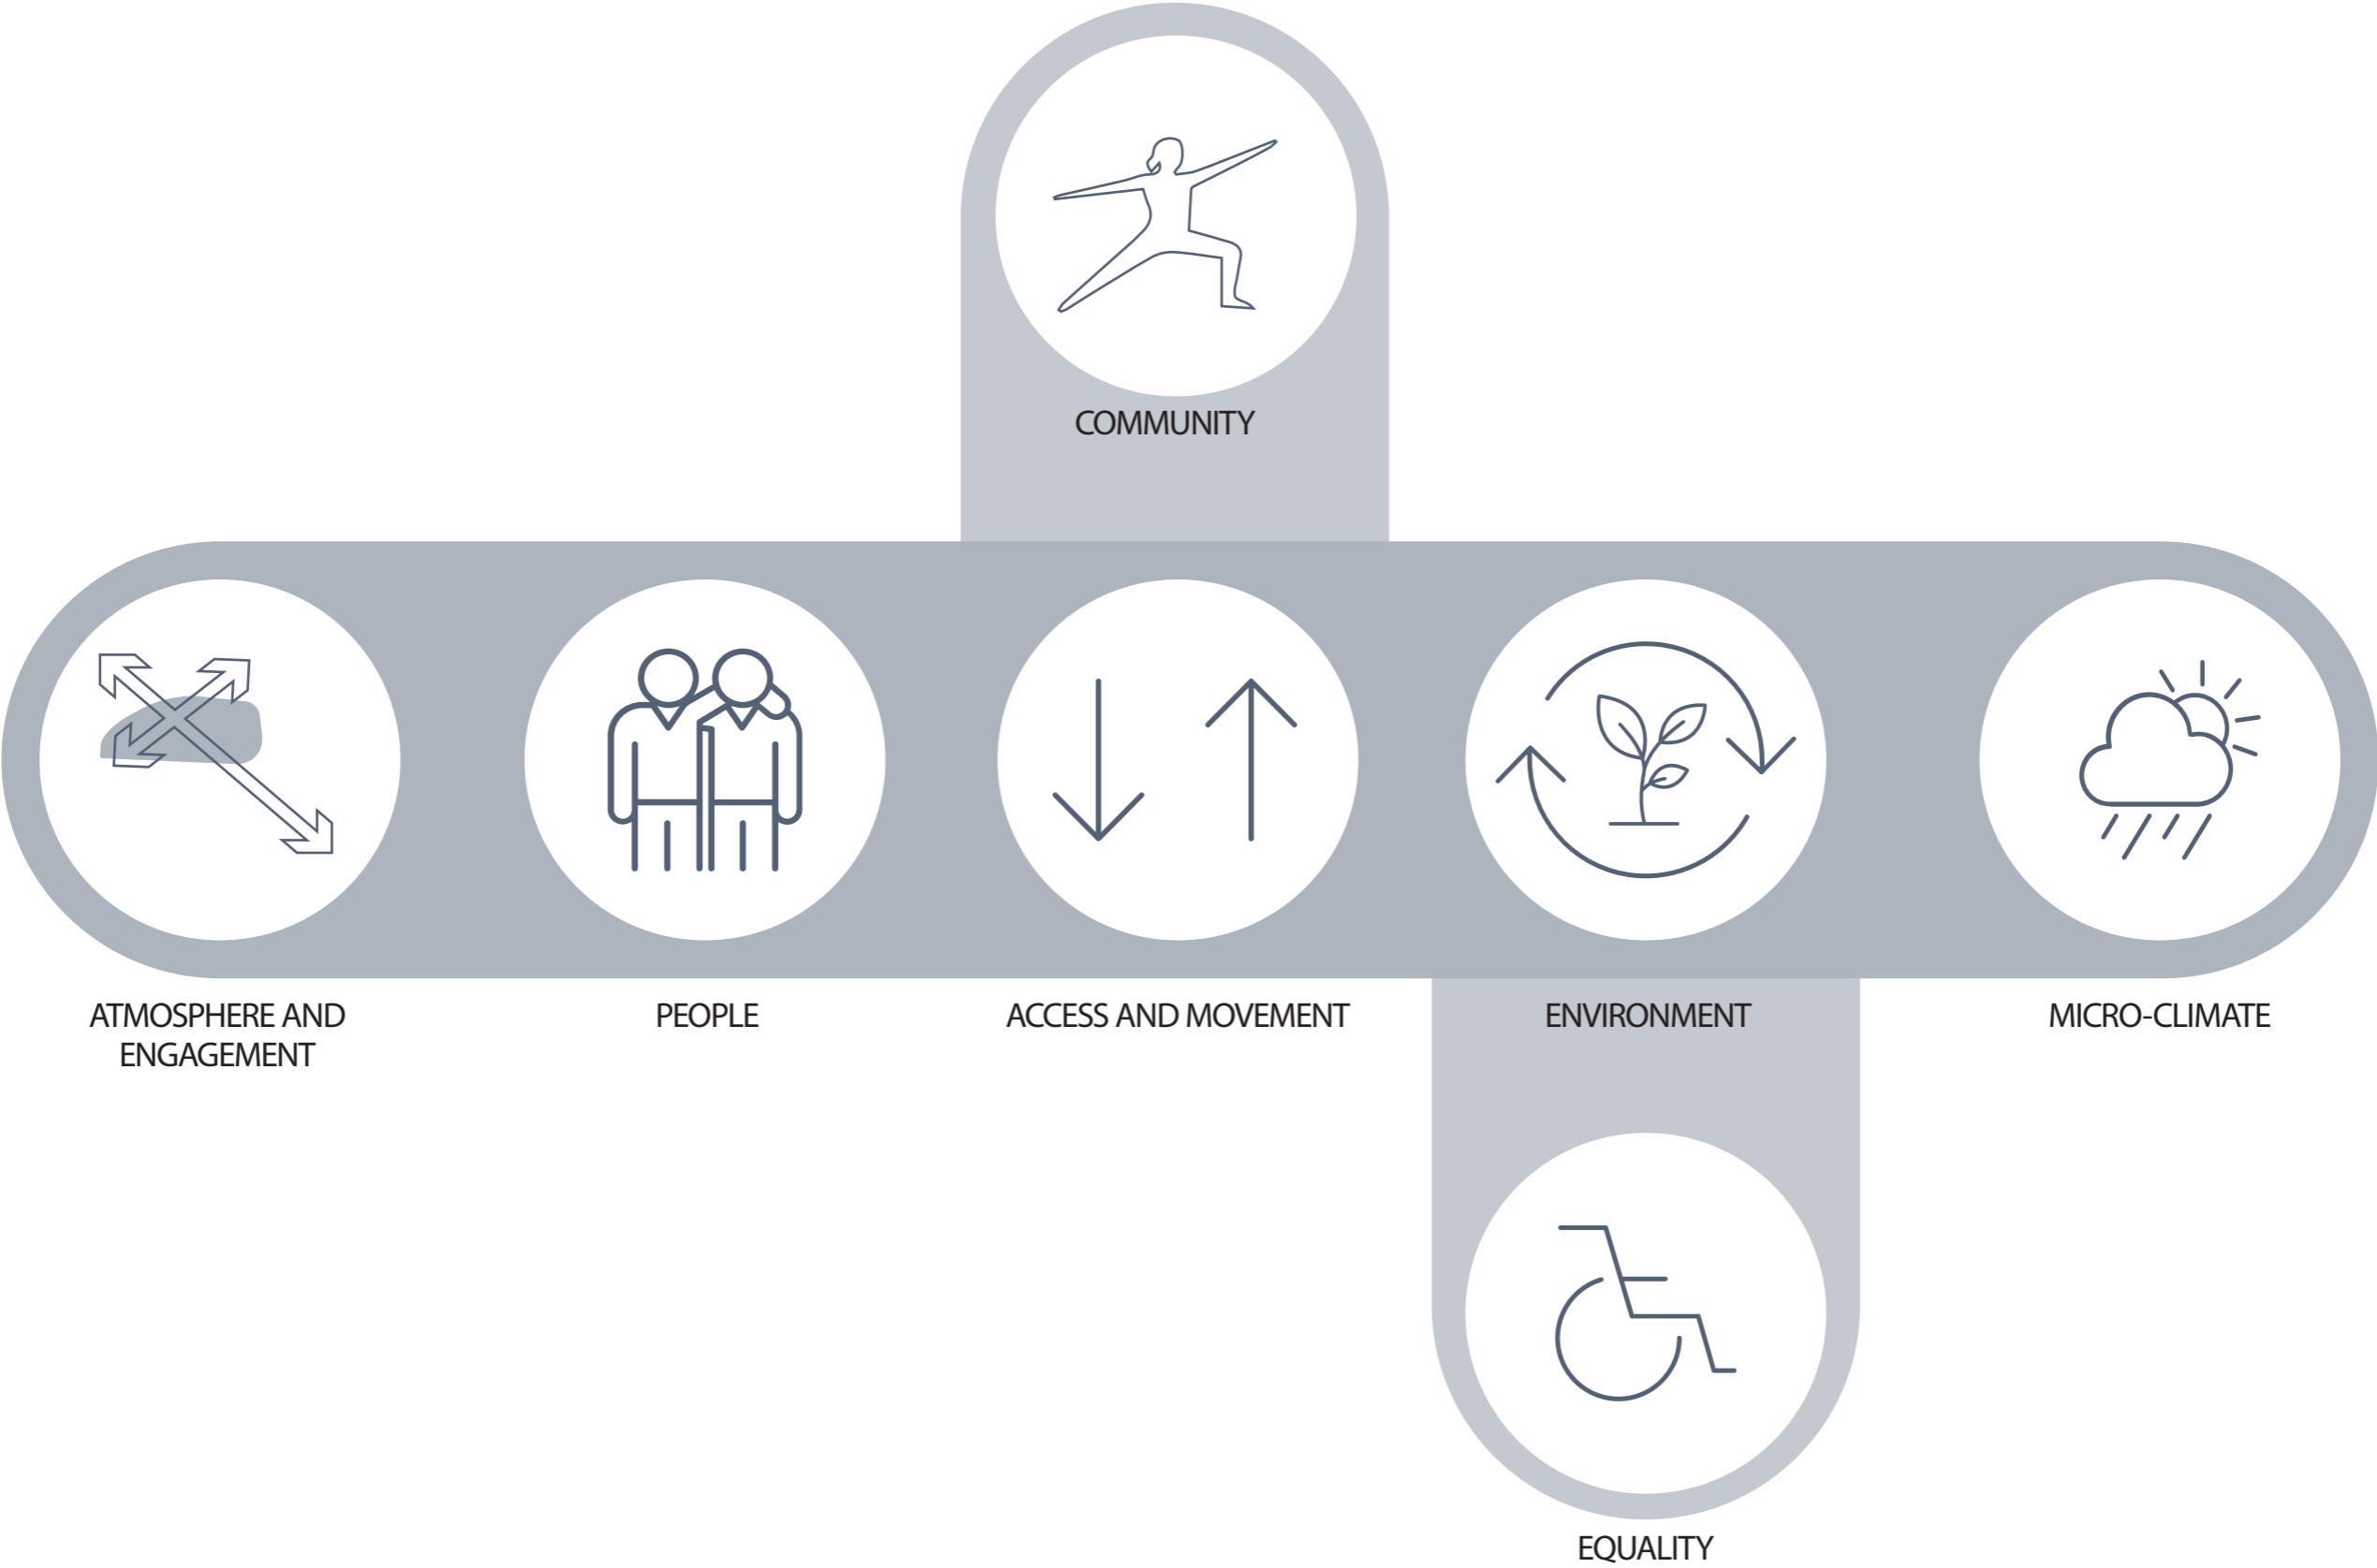 COMMUNITY
ATMOSPHERE AND
ENGAGEMENT
PEOPLE
ACCESS AND MOVEMENT
ENVIRONMENT
MICRO-CLIMATE
EQUALITY